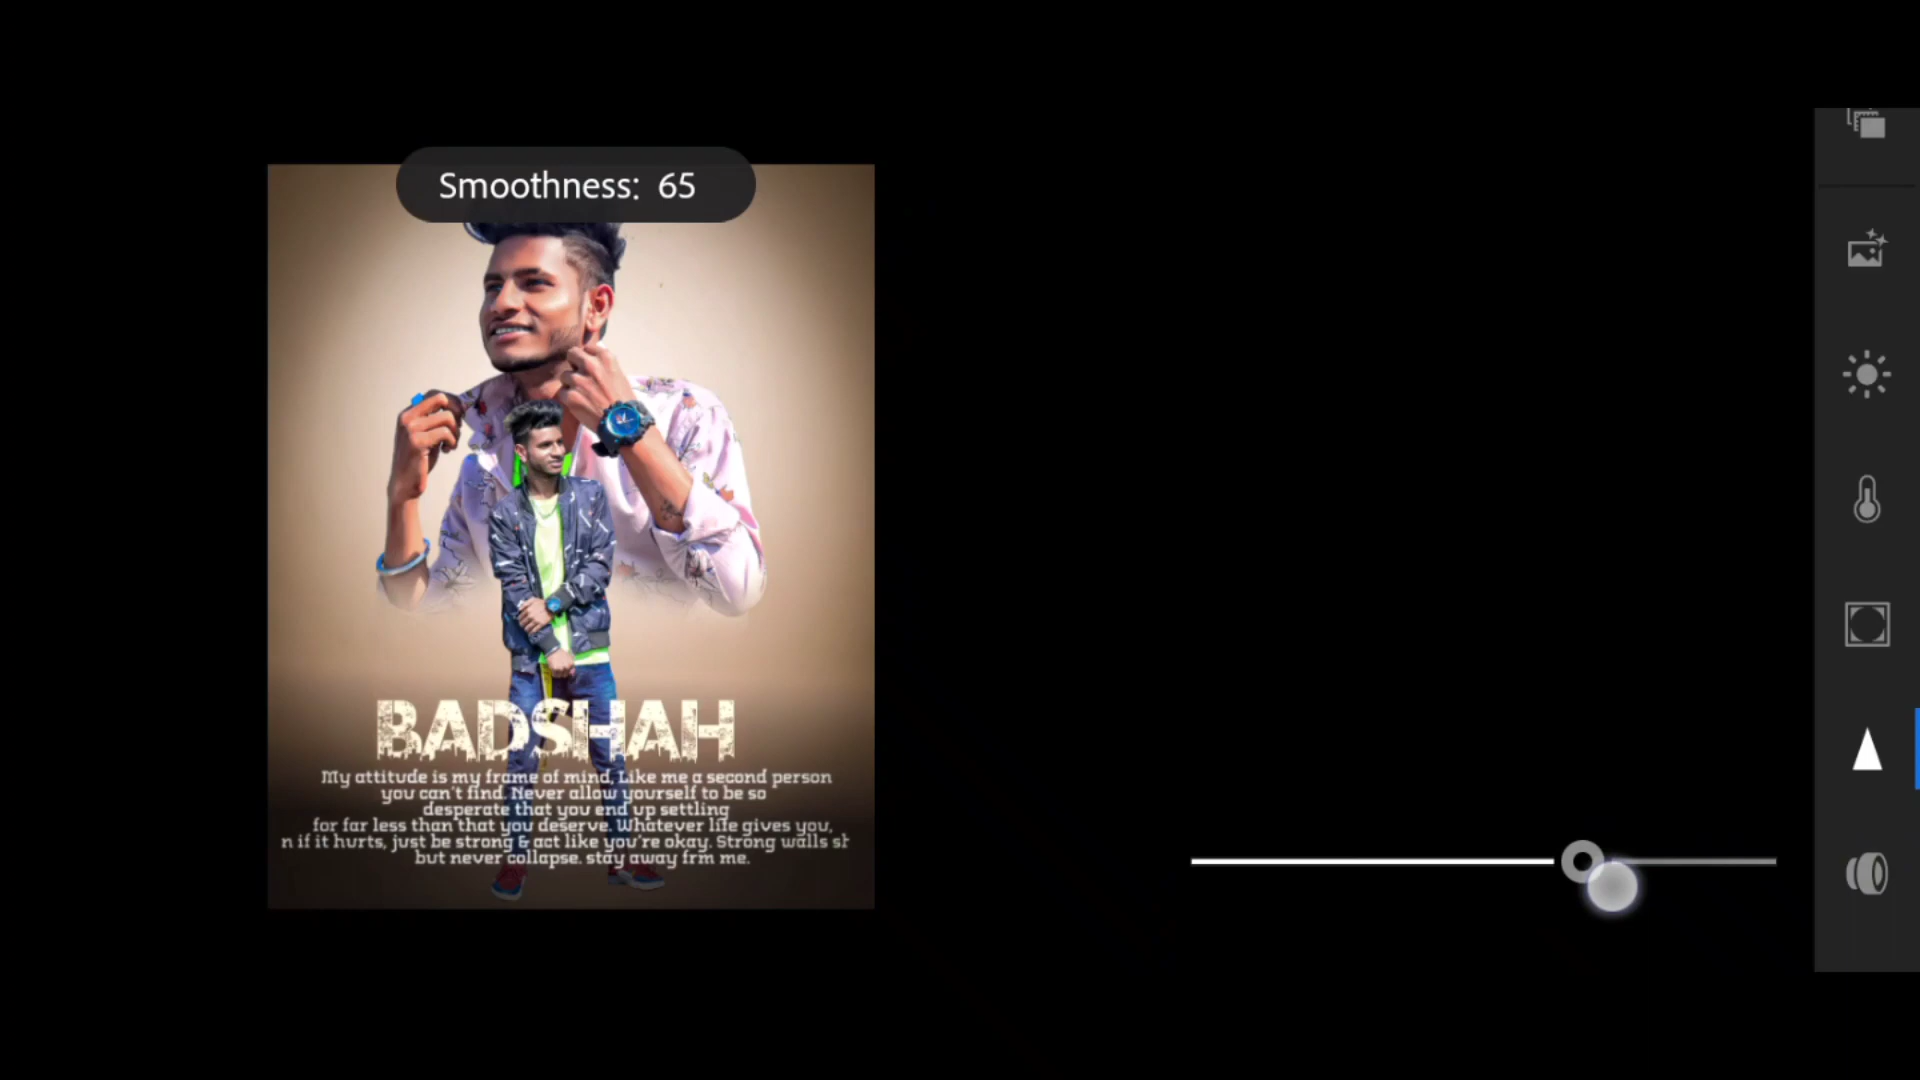 Smoothness: 65
BADSHAH
My attitude is my frame of mind, Like me a second person
you can't find. Never allow yourself to be so
desperate that you end up settling
for far less than that you deserve. Whatever life gives you,
n if it hurts, just be strong & act like you're okay. Strong walls sh
but never collapse. stay away frm me.